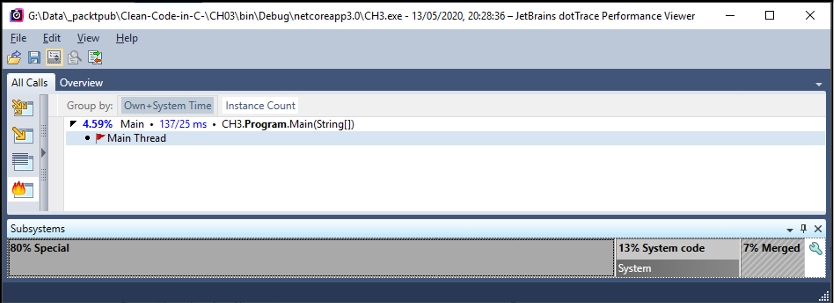 G:\Data\_packtpub\Clean-Code-in-C-\CH03\bin\Debug\netcoreapp3.0\CH3.exe - 13/05/2020, 20:28:36 – JetBrains dotTrace Performance Viewer
File Edit View Help
All Calls Overview
Group by: Own+System Time Instance Count
4.59% Main • 137/25 ms • CH3.Program.Main(String[])
Main Thread
Subsystems
80% Special 13% System code 7% Merged
System